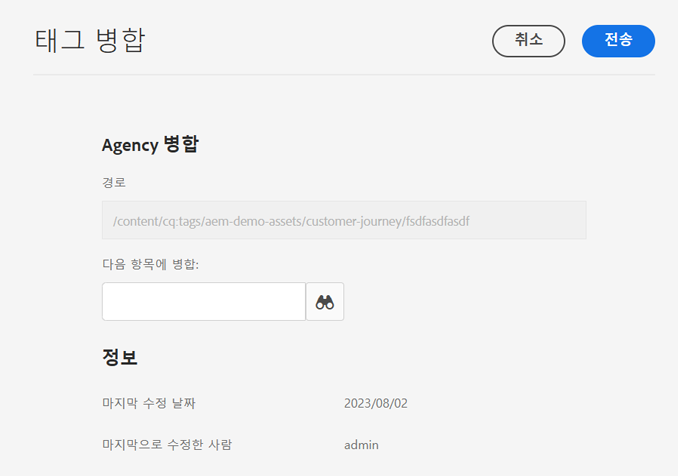 태그 병합
취소
전송
Agency 병합
경로
/content/cq:tags/aem-demo-assets/customer-journey/fsdfasdfasdf
다음 항목에 병합:
정보
마지막 수정 날짜
2023/08/02
마지막으로 수정한 사람
admin